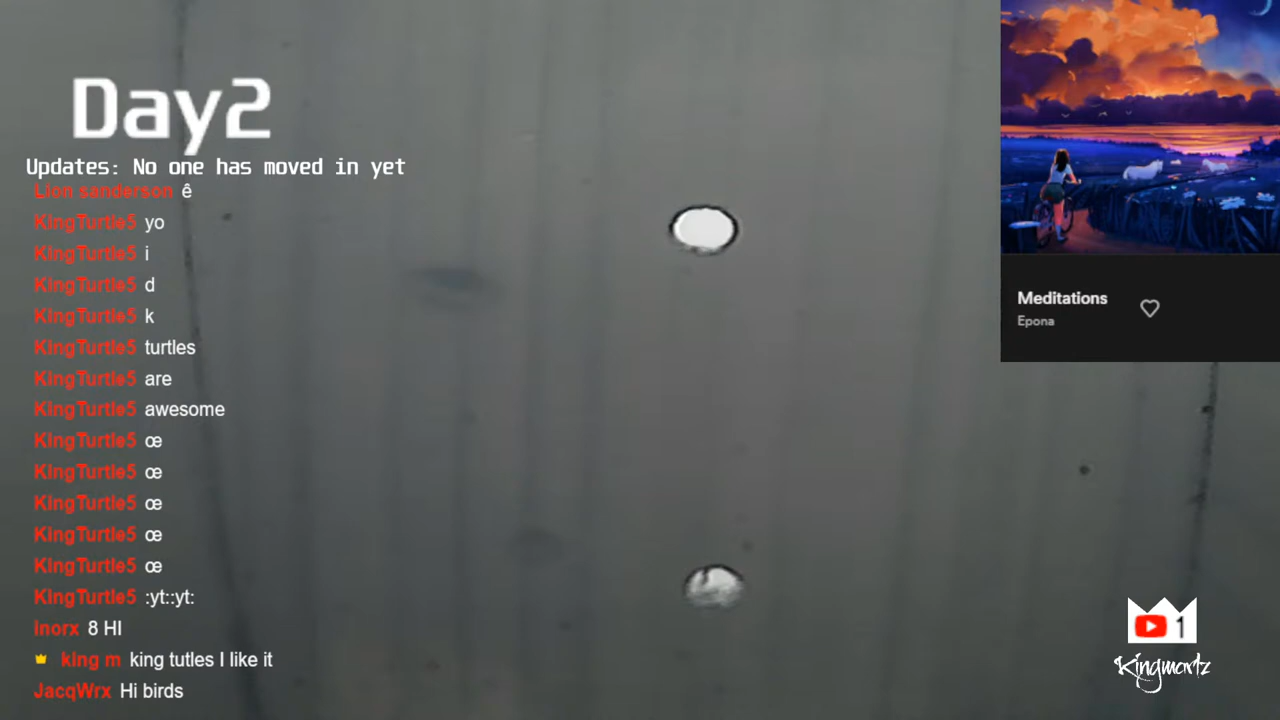 Day2
Updates: No one has moved in yet
Lion sanderson ê
KingTurtle5 yo
KingTurtle5 i
KingTurtle5 d
KingTurtle5 k
KingTurtle5 turtles
KingTurtle5 are
KingTurtle5 awesome
KingTurtle5 œ
KingTurtle5 œ
KingTurtle5 œ
KingTurtle5 œ
KingTurtle5 œ
KingTurtle5 :yt::yt:
Inorx 8 HI
king m king tutles I like it
JacqWrx Hi birds
Meditations
Epona
1
Kingmartz